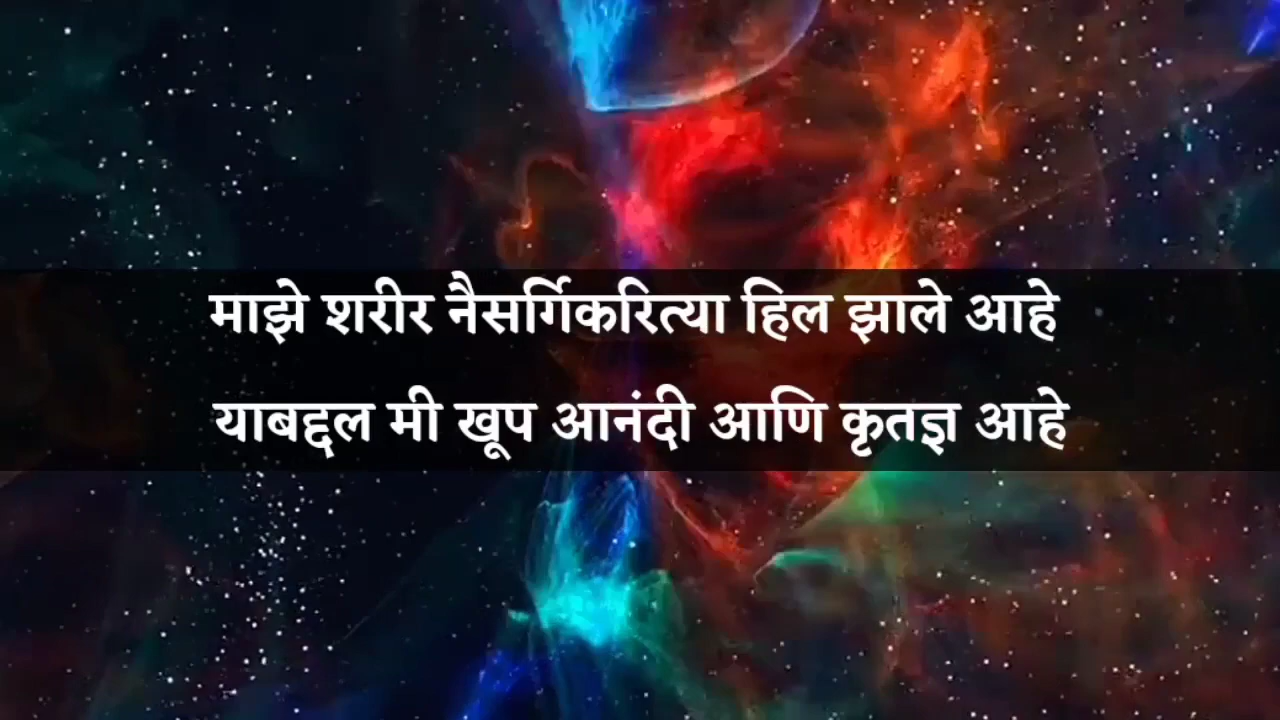 माझे शरीर नैसर्गिकरित्या हिल झाले आहे
याबद्दल मी खूप आनंदी आणि कृतज्ञ आहे